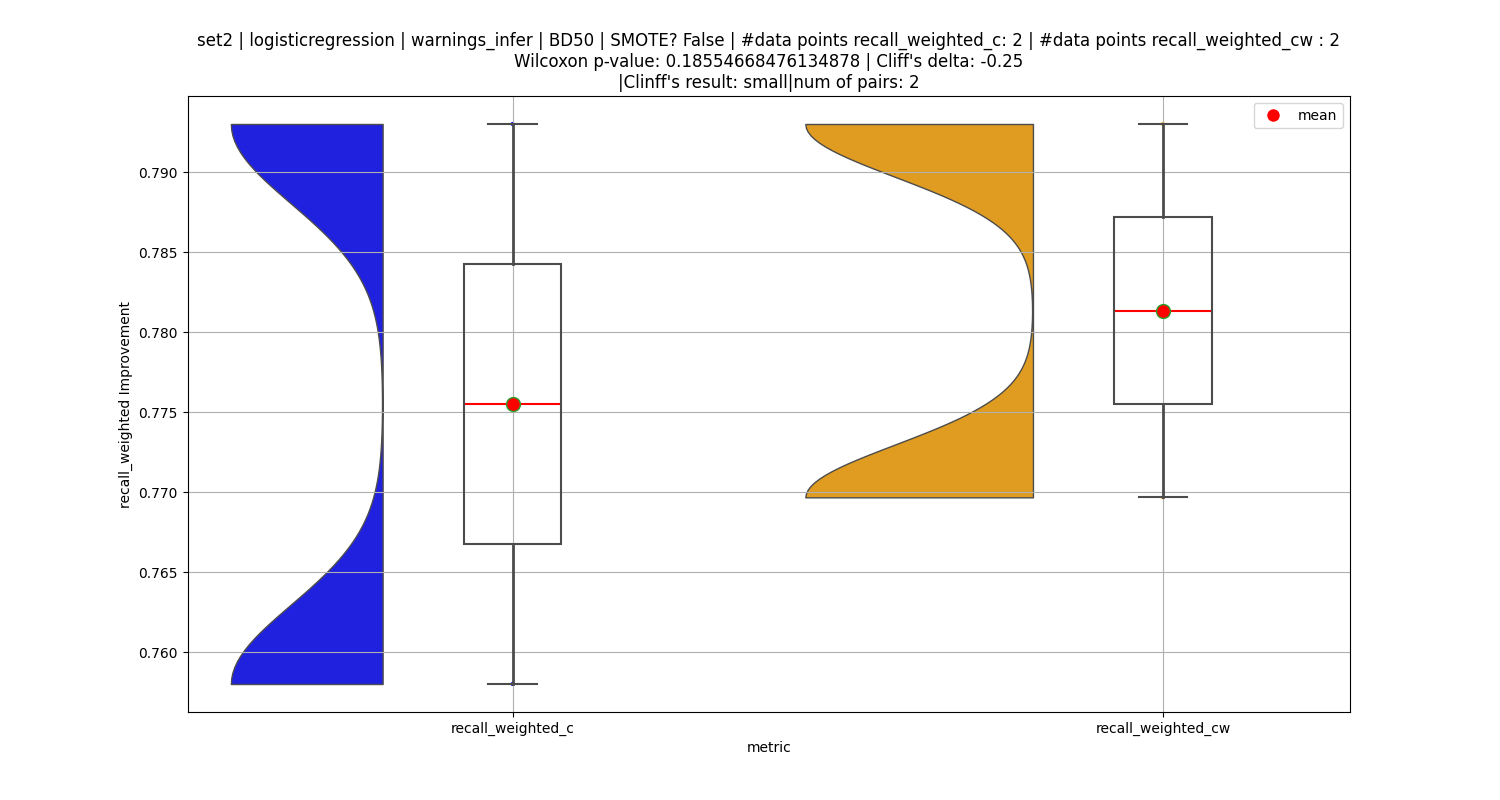 set2 | logisticregression | warnings_infer | BD50 | SMOTE? False | #data points recall_weighted_c: 2 | #data points recall_weighted_cw : 2
Wilcoxon p-value: 0.18554668476134878 | Cliff's delta: -0.25
|Clinff's result: small|num of pairs: 2
mean
0.790
0.785
0.780
0.775
0.770
0.765
0.760
recall_weighted Improvement
recall_weighted_c
recall_weighted_cw
metric